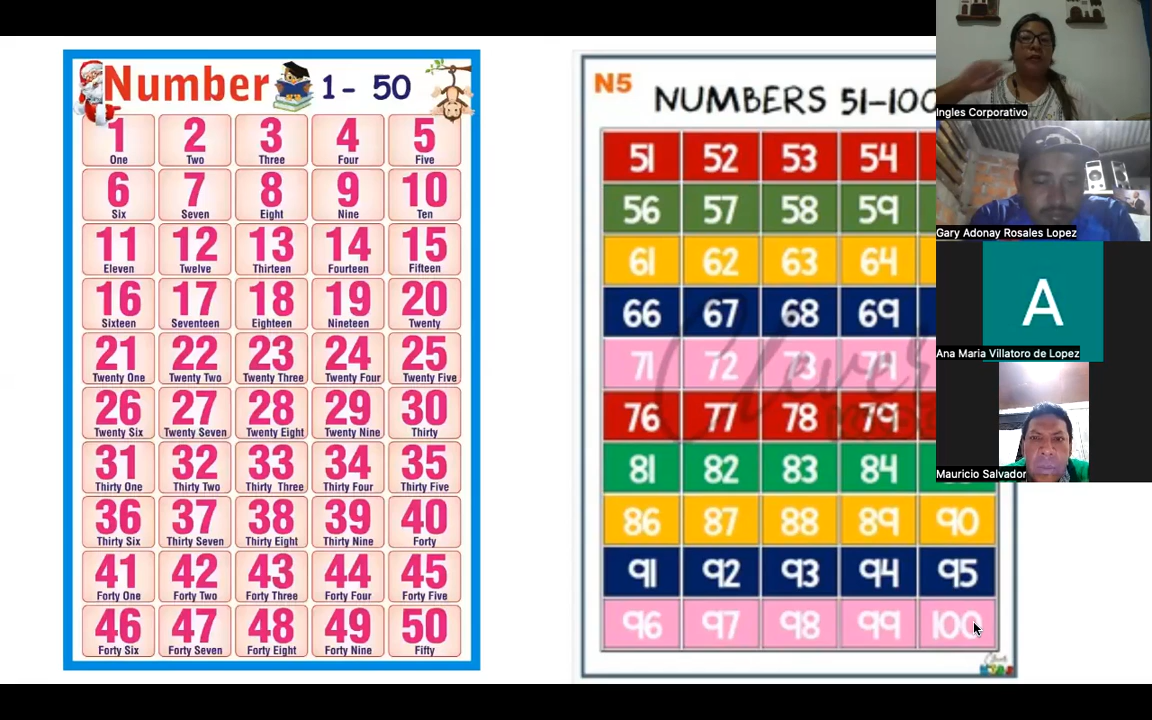 Number 1 - 50
1 2 3 4 5
One Two Three Four Five
6 7 8 9 10
Six Seven Eight Nine Ten
11 12 13 14 15
Eleven Twelve Thirteen Fourteen Fifteen
16 17 18 19 20
Sixteen Seventeen Eighteen Nineteen Twenty
21 22 23 24 25
Twenty One Twenty Two Twenty Three Twenty Four Twenty Five
26 27 28 29 30
Twenty Six Twenty Seven Twenty Eight Twenty Nine Thirty
31 32 33 34 35
Thirty One Thirty Two Thirty Three Thirty Four Thirty Five
36 37 38 39 40
Thirty Six Thirty Seven Thirty Eight Thirty Nine Forty
41 42 43 44 45
Forty One Forty Two Forty Three Forty Four Forty Five
46 47 48 49 50
Forty Six Forty Seven Forty Eight Forty Nine Fifty
N5
NUMBERS 51-100
51 52 53 54
56 57 58 59
61 62 63 64
66 67 68 69
71 72 73 74
76 77 78 79
81 82 83 84
86 87 88 89 90
91 92 93 94 95
96 97 98 99 100
Clever
Ingles Corporativo
Gary Adonay Rosales Lopez
A
Ana Maria Villatoro de Lopez
Mauricio Salvador